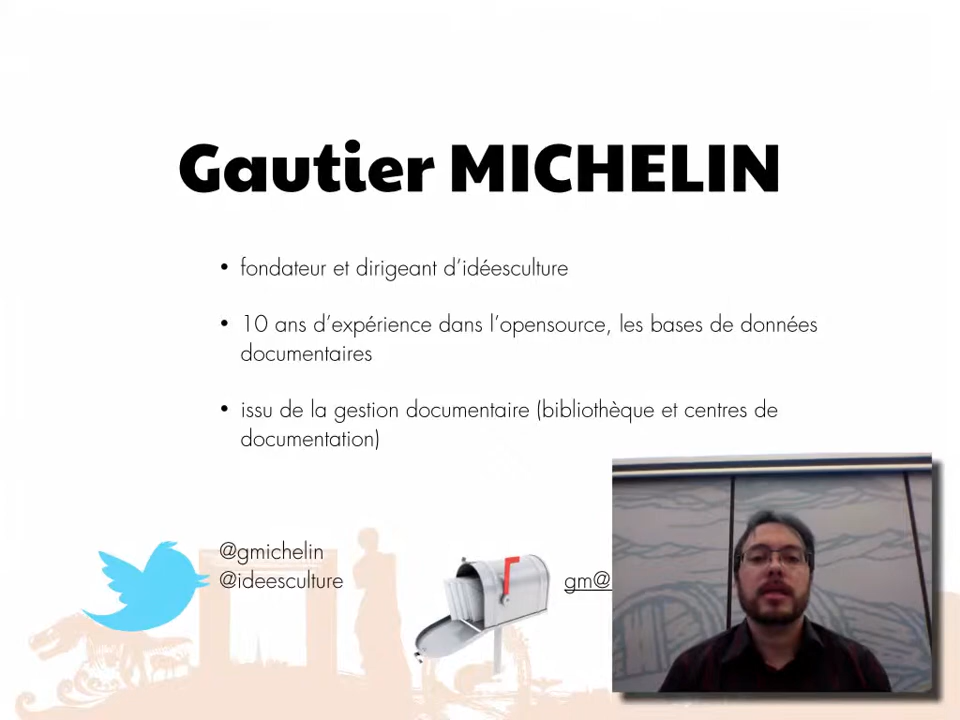 Gautier MICHELIN
• fondateur et dirigeant d’idéesculture
• 10 ans d’expérience dans l’opensource, les bases de données
documentaires
• issu de la gestion documentaire (bibliothèque et centres de
documentation)
@gmichelin
@ideesculture
gm@